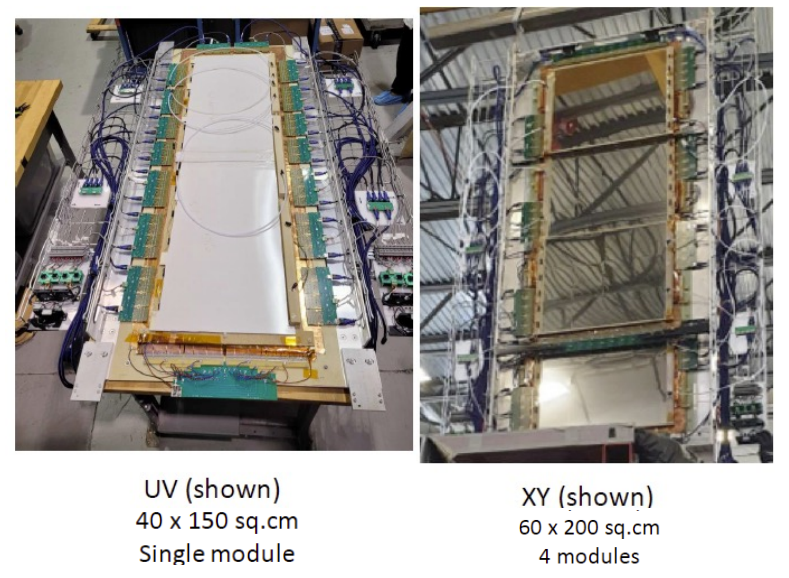 UV (shown)
40 x 150 sq.cm
Single module
XY (shown)
60 x 200 sq.cm
4 modules